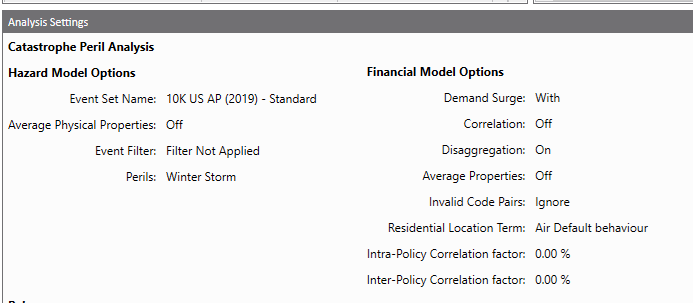 Analysis Settings
Catastrophe Peril Analysis
Hazard Model Options
Event Set Name: 10K US AP (2019) - Standard
Average Physical Properties: Off
Event Filter: Filter Not Applied
Perils: Winter Storm
Financial Model Options
Demand Surge: With
Correlation: Off
Disaggregation: On
Average Properties: Off
Invalid Code Pairs: Ignore
Residential Location Term: Air Default behaviour
Intra-Policy Correlation factor: 0.00 %
Inter-Policy Correlation factor: 0.00 %